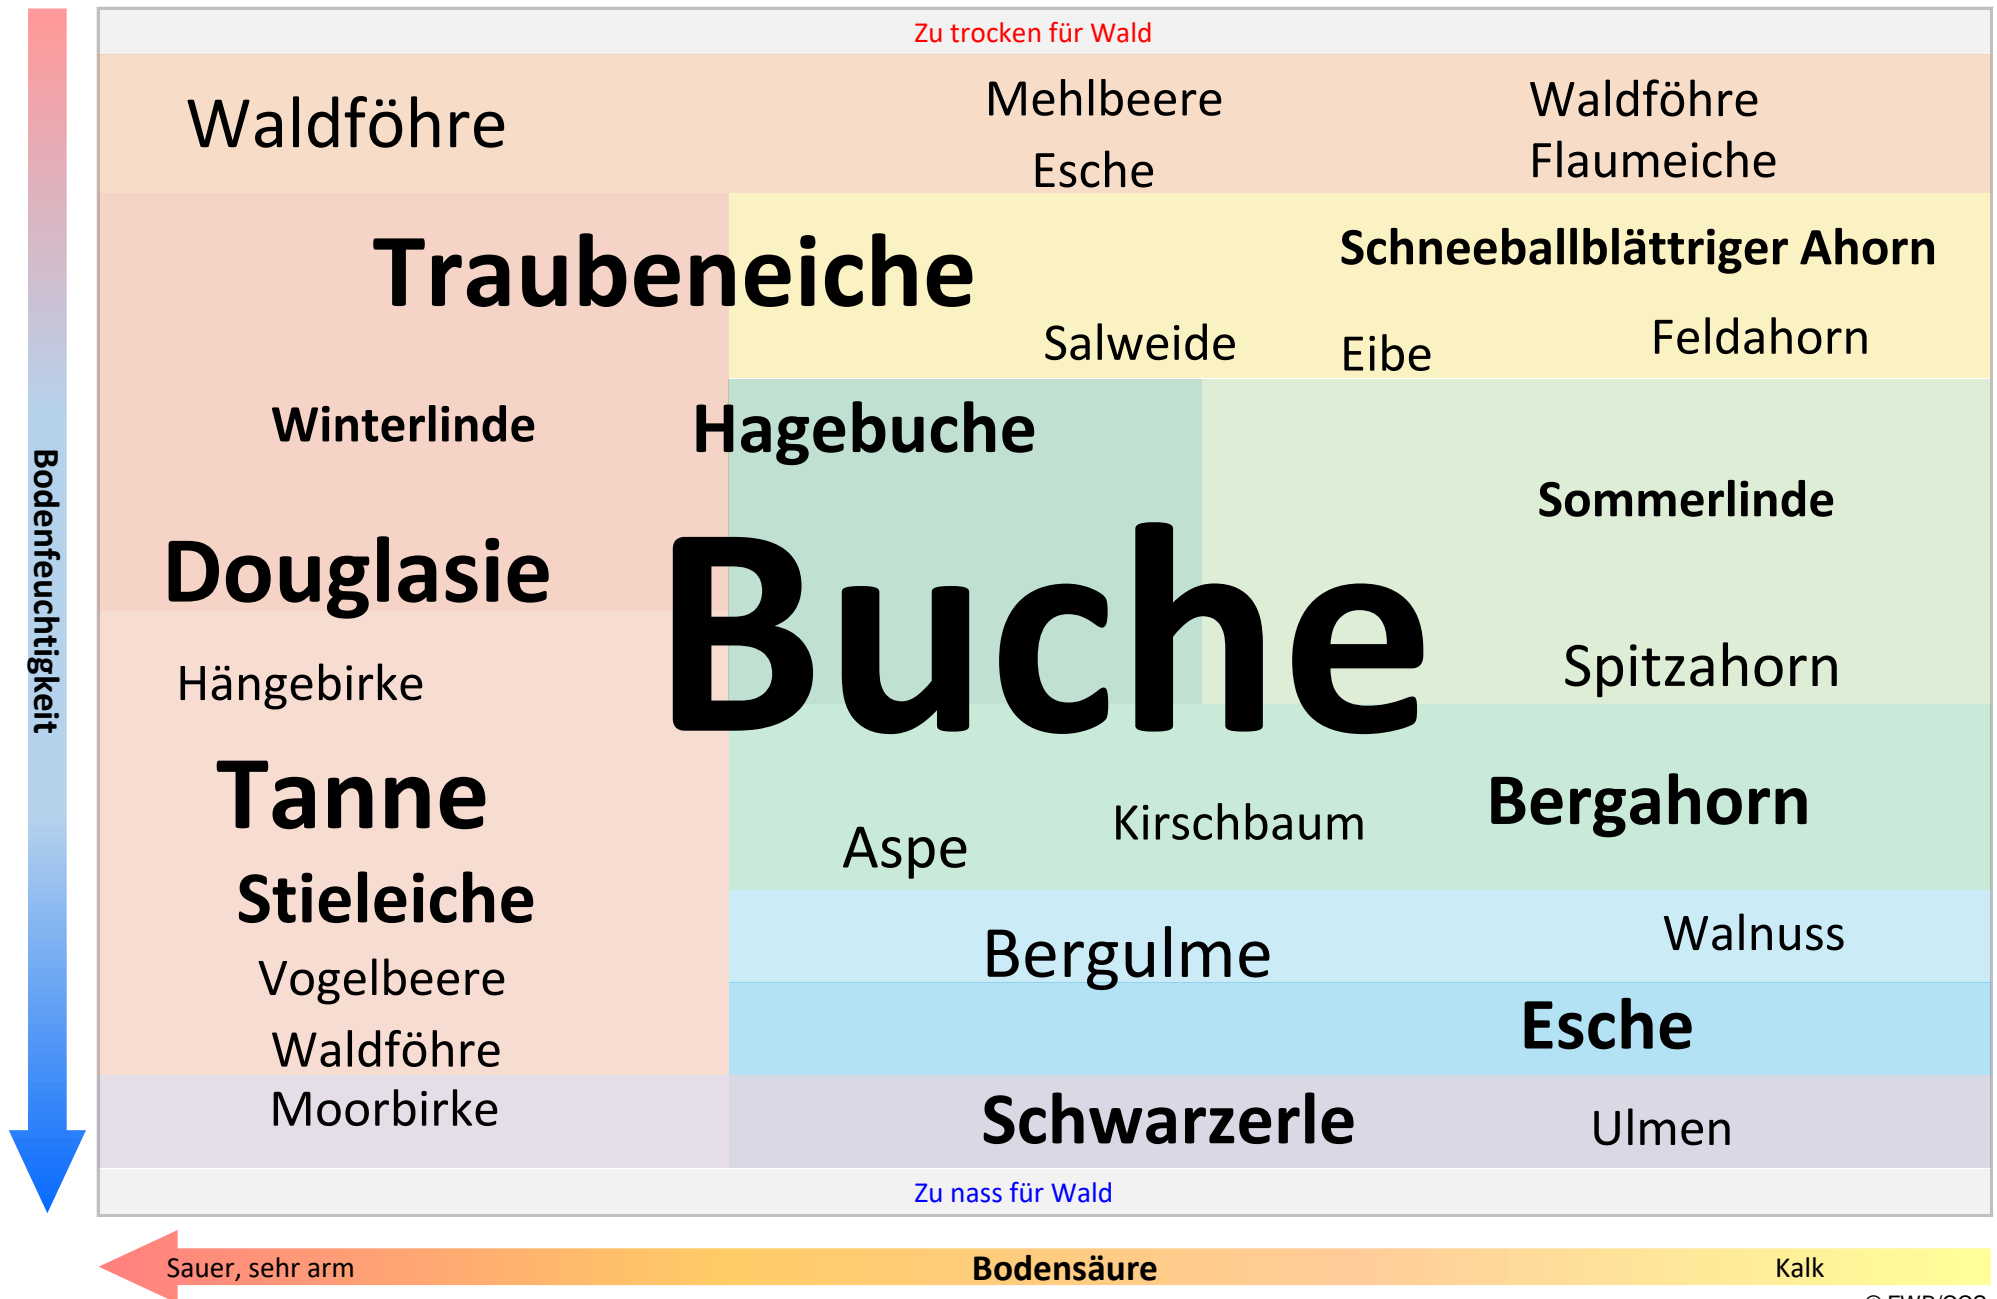 Zu trocken für Wald
Waldföhre
Mehlbeere
Esche
Waldföhre
Flaumeiche
Traubeneiche
Schneeballblättriger Ahorn
Salweide
Eibe
Feldahorn
Winterlinde
Hagebuche
Sommerlinde
Douglasie
Buche
Hängebirke
Spitzahorn
Tanne
Bergahorn
Aspe
Kirschbaum
Stieleiche
Bergulme
Walnuss
Vogelbeere
Waldföhre
Esche
Moorbirke
Schwarzerle
Ulmen
Zu nass für Wald
Bodenfeuchtigkeit
Sauer, sehr arm
Bodensäure
Kalk